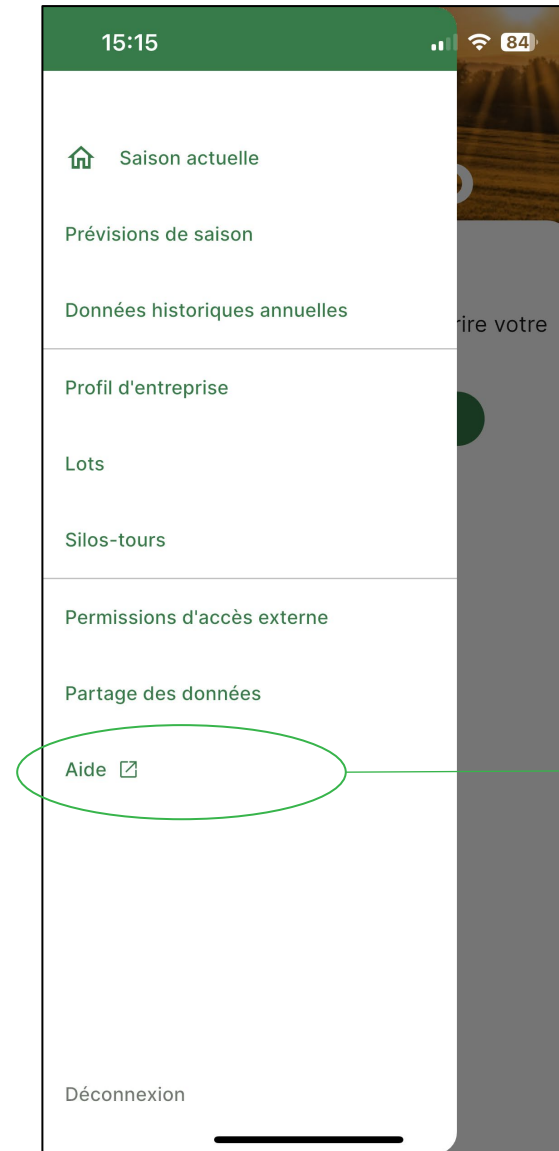 15:15
84
Saison actuelle
Prévisions de saison
Données historiques annuelles
rire votre
Profil d'entreprise
Lots
Silos-tours
Permissions d'accès externe
Partage des données
Aide
Déconnexion